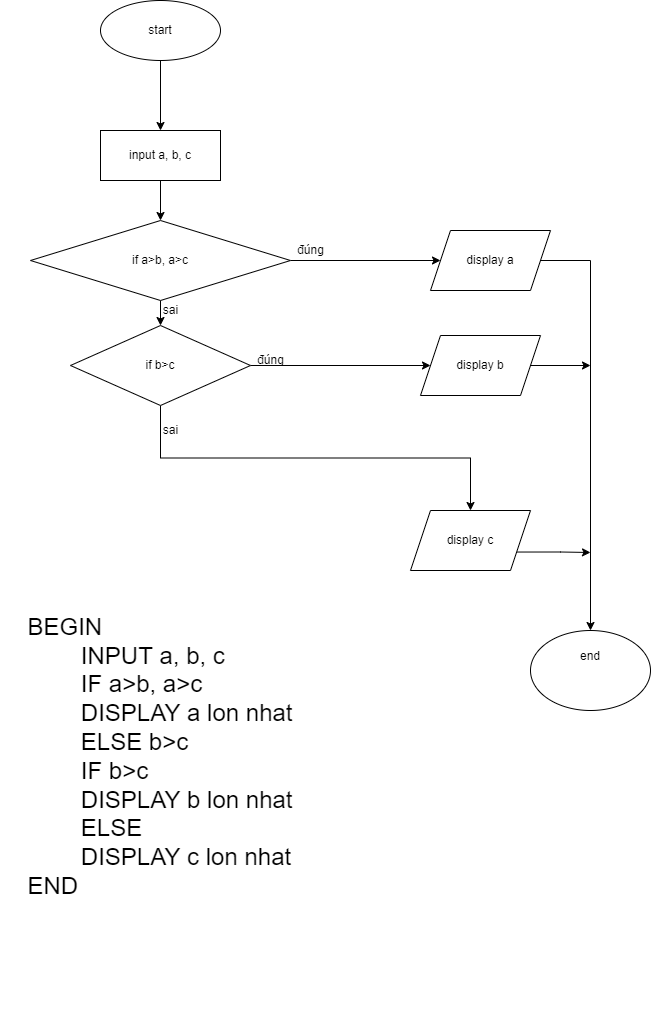 start
input a, b, c
if a>b, a>c
đúng
display a
sai
if b>c
đúng
display b
sai
display c
end
BEGIN
INPUT a, b, c
IF a>b, a>c
DISPLAY a lon nhat
ELSE b>c
IF b>c
DISPLAY b lon nhat
ELSE
DISPLAY c lon nhat
END